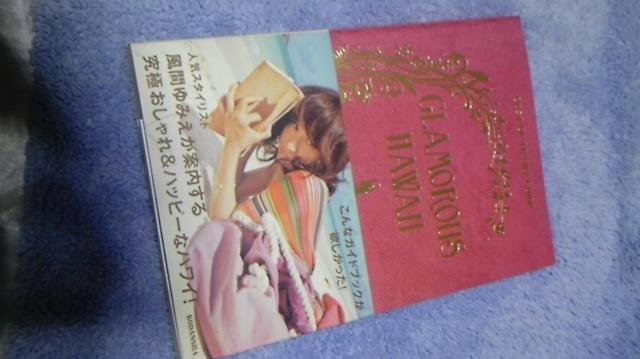 GLAMOROUS
HAWAII
こんなガイドブックが
欲しかった!
人気スタイリスト
風間ゆみえが案内する
究極おしゃれ&ハッピーなハワイ!
KODANSHA